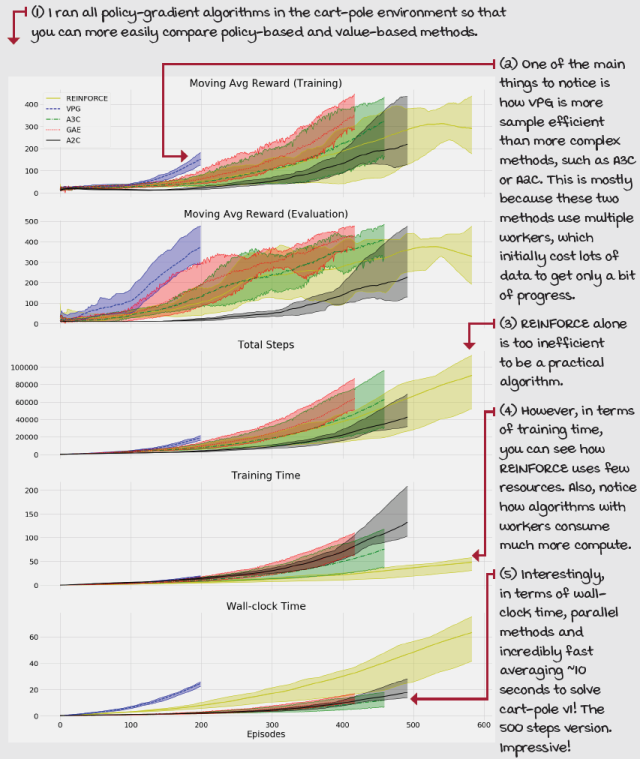 (1) I ran all policy-gradient algorithms in the cart-pole environment so that
you can more easily compare policy-based and value-based methods.
(2) One of the main
things to notice is
how VPG is more
sample efficient
than more complex
methods, such as A3C
or A2C. This is mostly
because these two
methods use multiple
workers, which
initially cost lots of
data to get only a bit
of progress.
(3) REINFORCE alone
is too inefficient
to be a practical
algorithm.
(4) However, in terms
of training time,
you can see how
REINFORCE uses few
resources. Also, notice
how algorithms with
workers consume
much more compute.
(5) Interestingly,
in terms of wall-
clock time, parallel
methods and
incredibly fast
averaging ~10
seconds to solve
cart-pole v1! The
500 steps version.
Impressive!
Moving Avg Reward (Training)
REINFORCE
VPG
A3C
GAE
A2C
400
300
200
100
0
Moving Avg Reward (Evaluation)
500
400
300
200
100
0
Total Steps
100000
80000
60000
40000
20000
0
Training Time
200
150
100
50
0
Wall-clock Time
60
40
20
0
0 100 200 300 400 500 600
Episodes